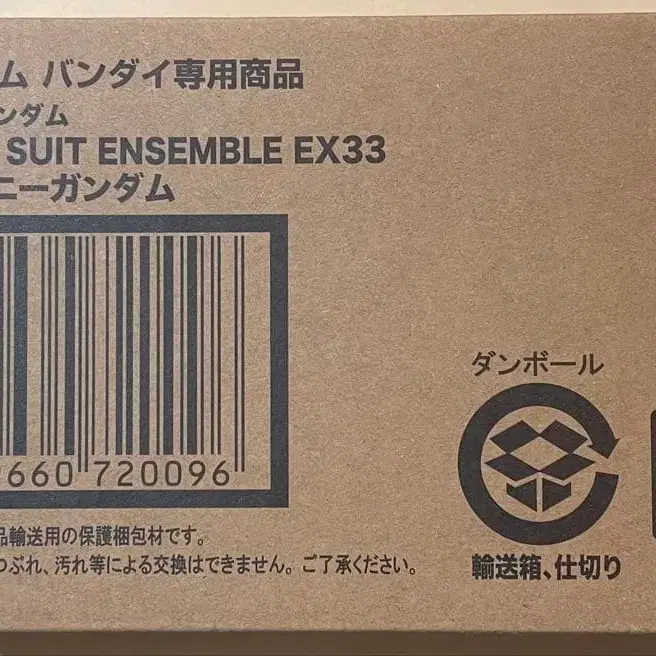 ム バンダイ専用商品
ンダム
SUIT ENSEMBLE EX33
ニーガンダム
660 720096
ダンボール
品輸送用の保護梱包材です。
つぶれ、汚れ等による交換はできません。ご了承ください。
輸送箱、仕切り